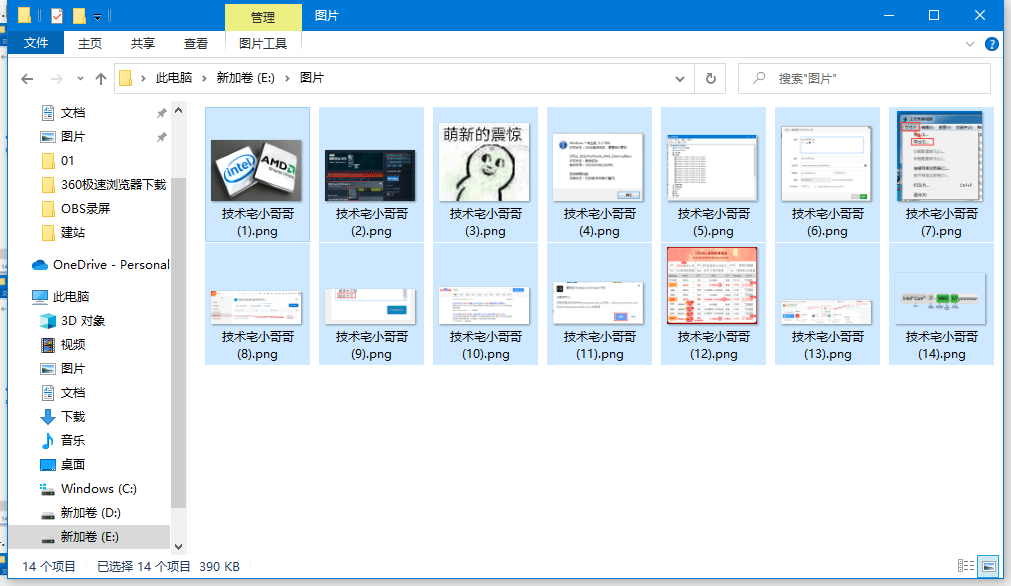 管理
图片
文件
主页
共享
查看
图片工具
此电脑
新加卷 (E:)
图片
搜索"图片"
文档
图片
01
360极速浏览器下载
OBS录屏
建站
OneDrive - Personal
此电脑
3D 对象
视频
图片
文档
下载
音乐
桌面
Windows (C:)
新加卷 (D:)
新加卷 (E:)
intel
AMD
萌新的震惊
技术宅小哥哥
(1).png
技术宅小哥哥
(2).png
技术宅小哥哥
(3).png
技术宅小哥哥
(4).png
技术宅小哥哥
(5).png
技术宅小哥哥
(6).png
技术宅小哥哥
(7).png
技术宅小哥哥
(8).png
技术宅小哥哥
(9).png
技术宅小哥哥
(10).png
技术宅小哥哥
(11).png
技术宅小哥哥
(12).png
技术宅小哥哥
(13).png
技术宅小哥哥
(14).png
14 个项目
已选择 14 个项目
390 KB